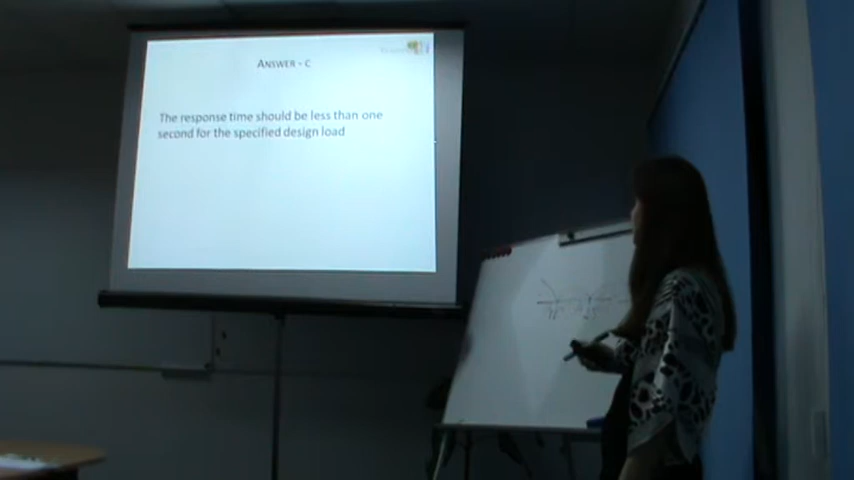 ANSWER - C
The response time should be less than one
second for the specified design load